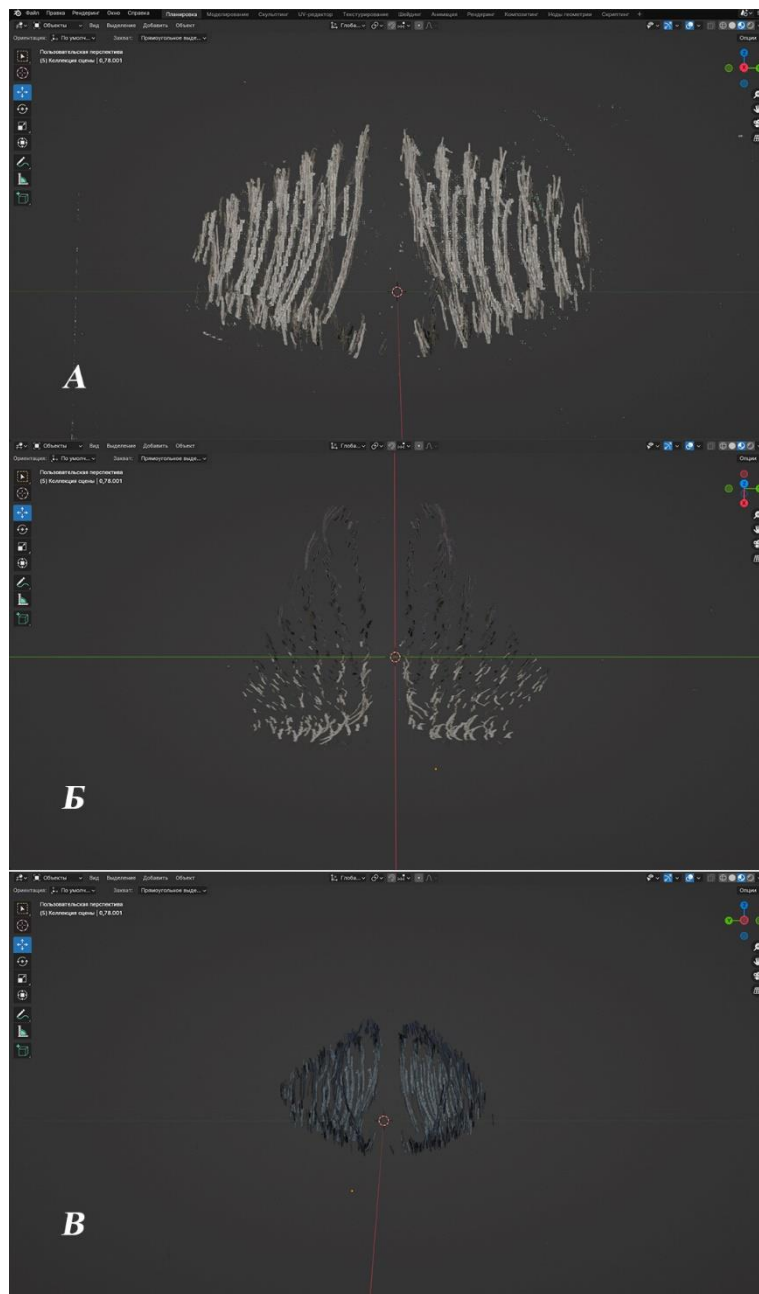 Файл Правка Рендеринг Окно Справка Планировка Моделирование Скульптинг UV-редактор Текстурирование Шейдинг Анимация Рендеринг Композитинг Ноды геометрии Скриптинг +
Объекты Вид Выделение Добавить Объект Глоба...
Ориентация: По умолч... Захват: Прямоугольное выде... Опции
Пользовательская перспектива
(5) Коллекция сцены | 0,78.001
А
Объекты Вид Выделение Добавить Объект Глоба...
Ориентация: По умолч... Захват: Прямоугольное выде... Опции
Пользовательская перспектива
(5) Коллекция сцены | 0,78.001
Б
Объекты Вид Выделение Добавить Объект Глоба...
Ориентация: По умолч... Захват: Прямоугольное выде... Опции
Пользовательская перспектива
(5) Коллекция сцены | 0,78.001
В